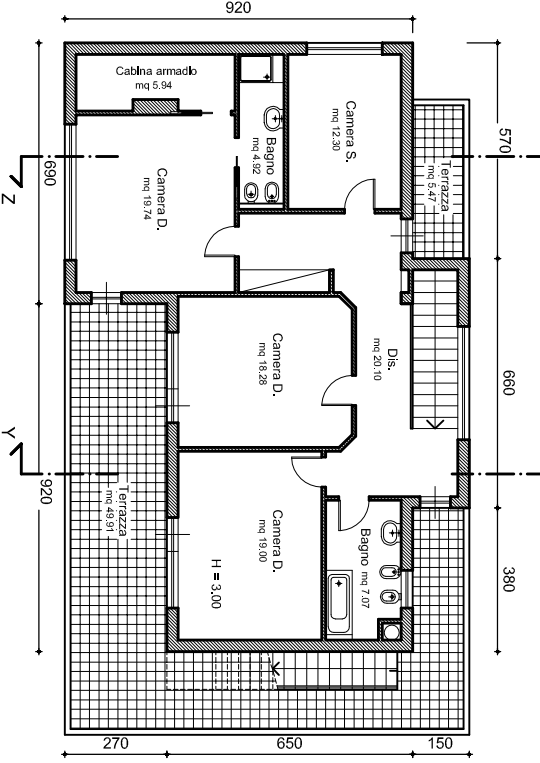 920
Cabina armadio
mq 5.94
Camera S.
mq 12.30
Bagno
mq 4.92
570
Terrazza
mq 5.47
690
Z
Camera D.
mq 19.74
Camera D.
mq 18.28
Dis.
mq 20.10
660
Y
920
Terrazza
mq 49.91
Camera D.
mq 19.00
H = 3.00
Bagno mq 7.07
380
270
650
150